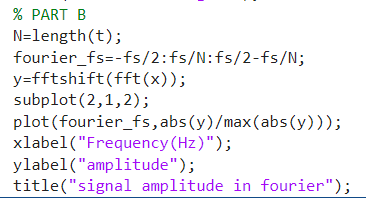 % PART B
N=length(t);
fourier_fs=-fs/2:fs/N:fs/2-fs/N;
y=fftshift(fft(x));
subplot(2,1,2);
plot(fourier_fs,abs(y)/max(abs(y)));
xlabel("Frequency(Hz)");
ylabel("amplitude");
title("signal amplitude in fourier");